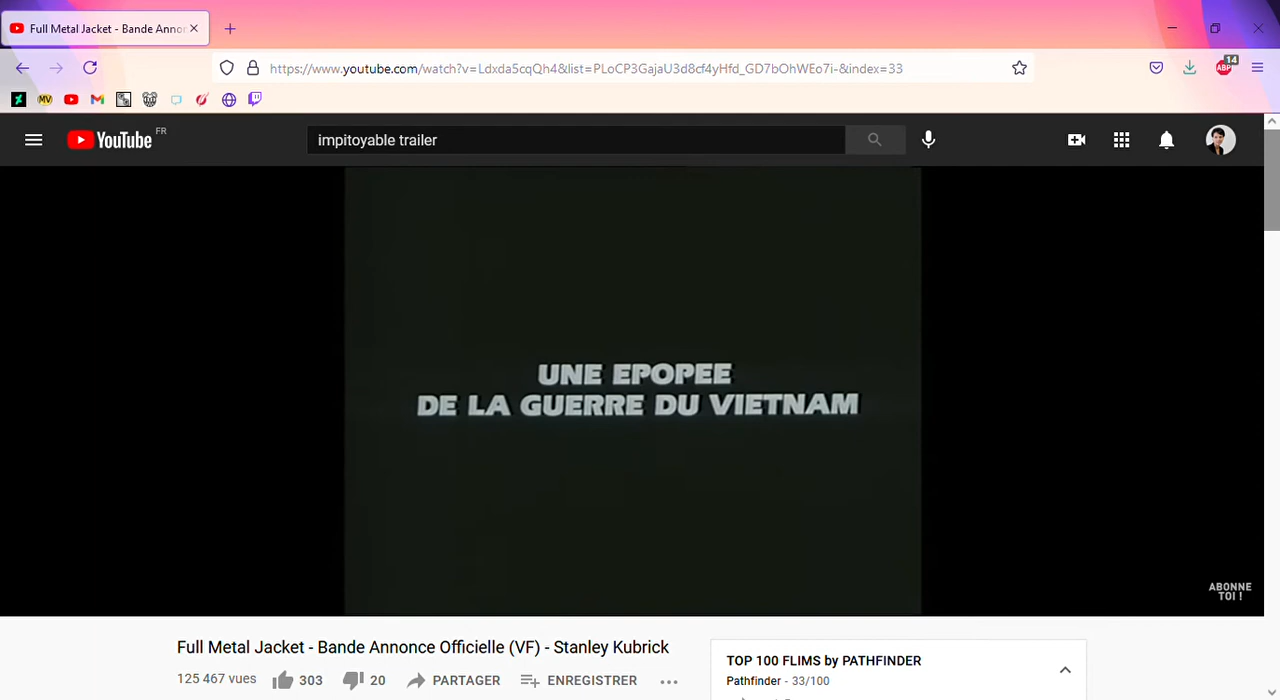 Full Metal Jacket - Bande Annon
https://www.youtube.com/watch?v=Ldxda5cqQh4&list=PLoCP3GajaU3d8cf4yHfd_GD7bOhWEo7i-&index=33
ABP
14
MV
YouTube FR
impitoyable trailer
UNE EPOPEE
DE LA GUERRE DU VIETNAM
ABONNE
TOI !
Full Metal Jacket - Bande Annonce Officielle (VF) - Stanley Kubrick
125 467 vues
303
20
PARTAGER
ENREGISTRER
TOP 100 FLIMS by PATHFINDER
Pathfinder - 33/100